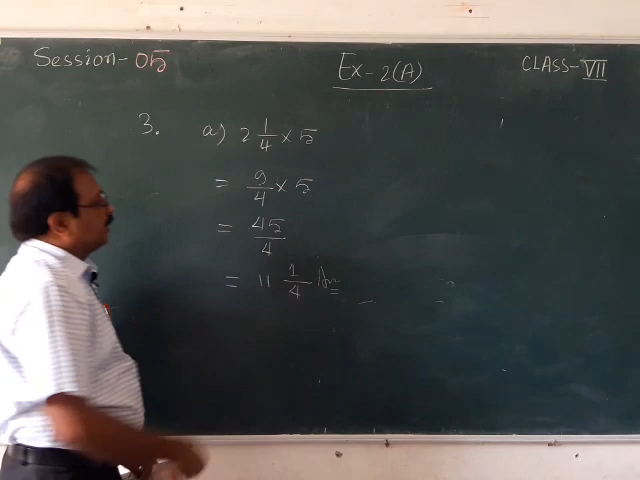 Session-05 Ex-2(A) CLASS-VII
3. a) 2 1/4 × 5
= 9/4 × 5
= 45/4
= 11 1/4 Ans